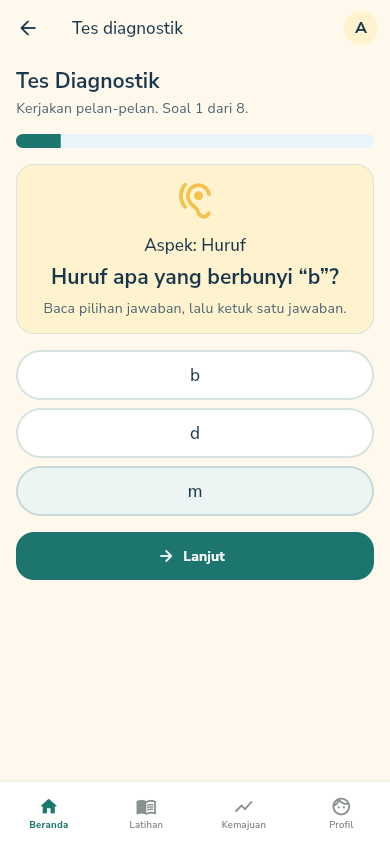 Tes diagnostik
A
Tes Diagnostik
Kerjakan pelan-pelan. Soal 1 dari 8.
Aspek: Huruf
Huruf apa yang berbunyi “b”?
Baca pilihan jawaban, lalu ketuk satu jawaban.
b
d
m
Lanjut
Beranda
Latihan
Kemajuan
Profil